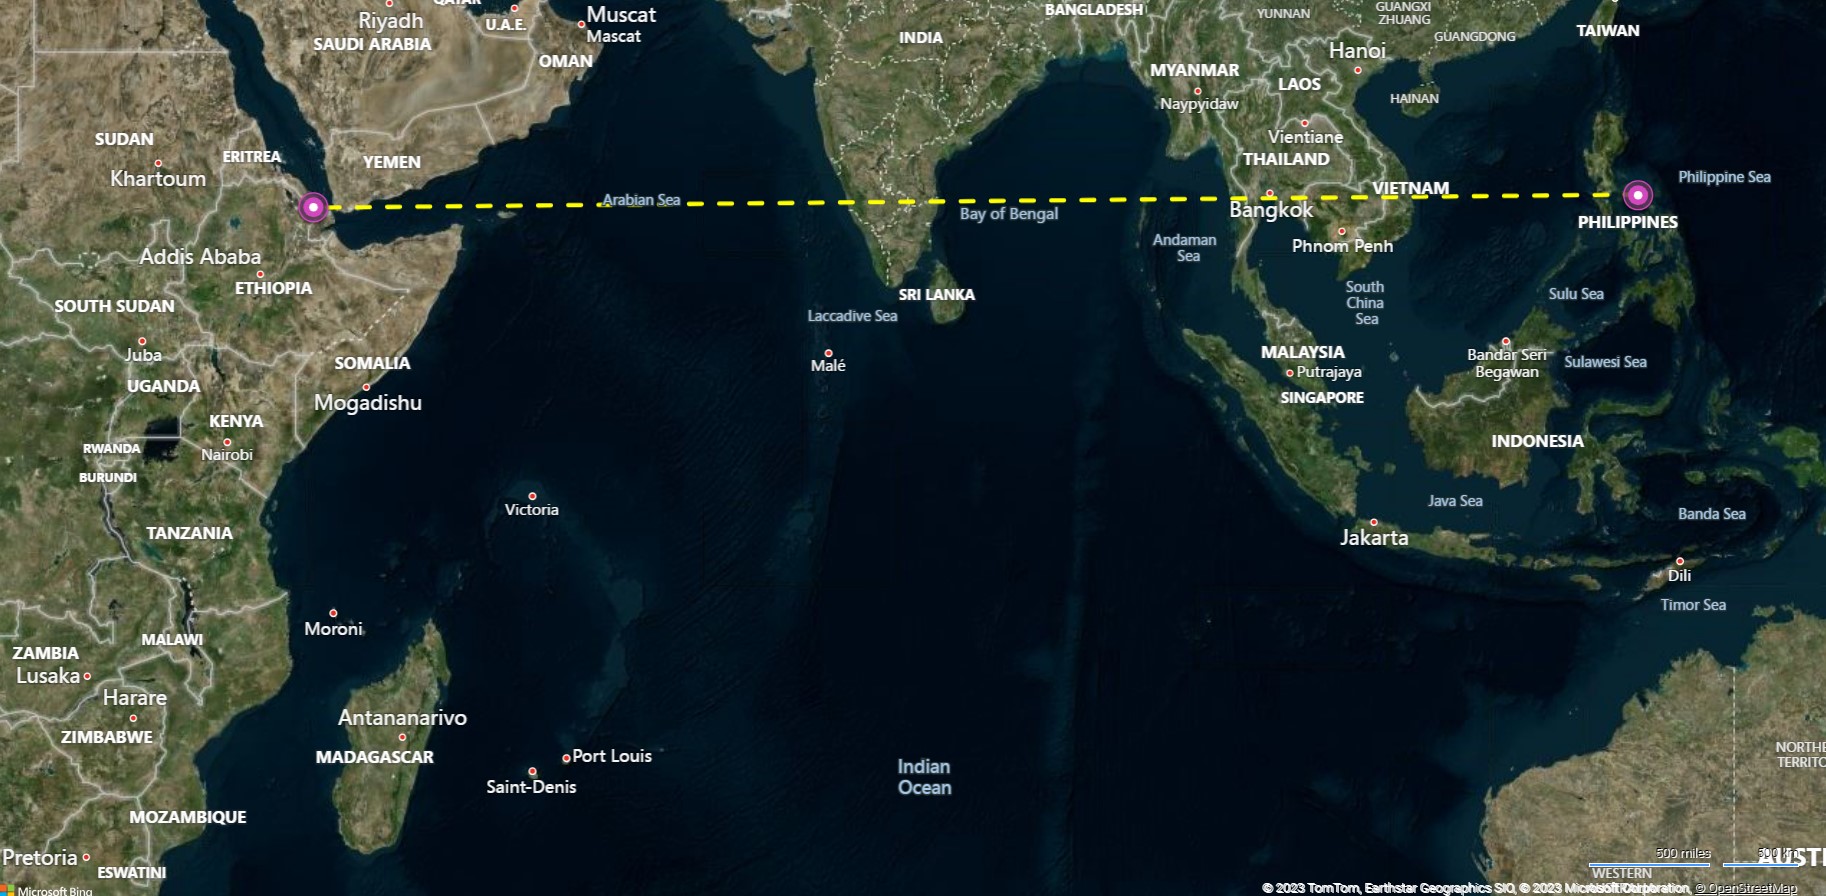 QATAR
BANGLADESH
YUNNAN
GUANGXI
ZHUANG
TAIWAN
Riyadh
U.A.E.
Muscat
Mascat
INDIA
GUANGDONG
SAUDI ARABIA
OMAN
Hanoi
MYANMAR
LAOS
Naypyidaw
HAINAN
SUDAN
Vientiane
ERITREA
YEMEN
THAILAND
Khartoum
VIETNAM
Philippine Sea
Arabian Sea
Bay of Bengal
Bangkok
PHILIPPINES
Addis Ababa
Andaman
Sea
Phnom Penh
ETHIOPIA
SOUTH SUDAN
SRI LANKA
South
China
Sea
Sulu Sea
Laccadive Sea
Juba
SOMALIA
Malé
MALAYSIA
Bandar Seri
Begawan
Sulawesi Sea
Putrajaya
UGANDA
Mogadishu
SINGAPORE
KENYA
RWANDA
Nairobi
INDONESIA
BURUNDI
Victoria
Java Sea
Banda Sea
TANZANIA
Jakarta
Dili
Moroni
Timor Sea
MALAWI
ZAMBIA
Lusaka
Harare
Antananarivo
ZIMBABWE
MADAGASCAR
Port Louis
Saint-Denis
Indian
Ocean
NORTHE
TERRITO
MOZAMBIQUE
Pretoria
ESWATINI
500 miles
500 km
AUSTR
WESTERN
Microsoft Bing
© 2023 TomTom, Earthstar Geographics SIO, © 2023 Microsoft Corporation, © OpenStreetMap